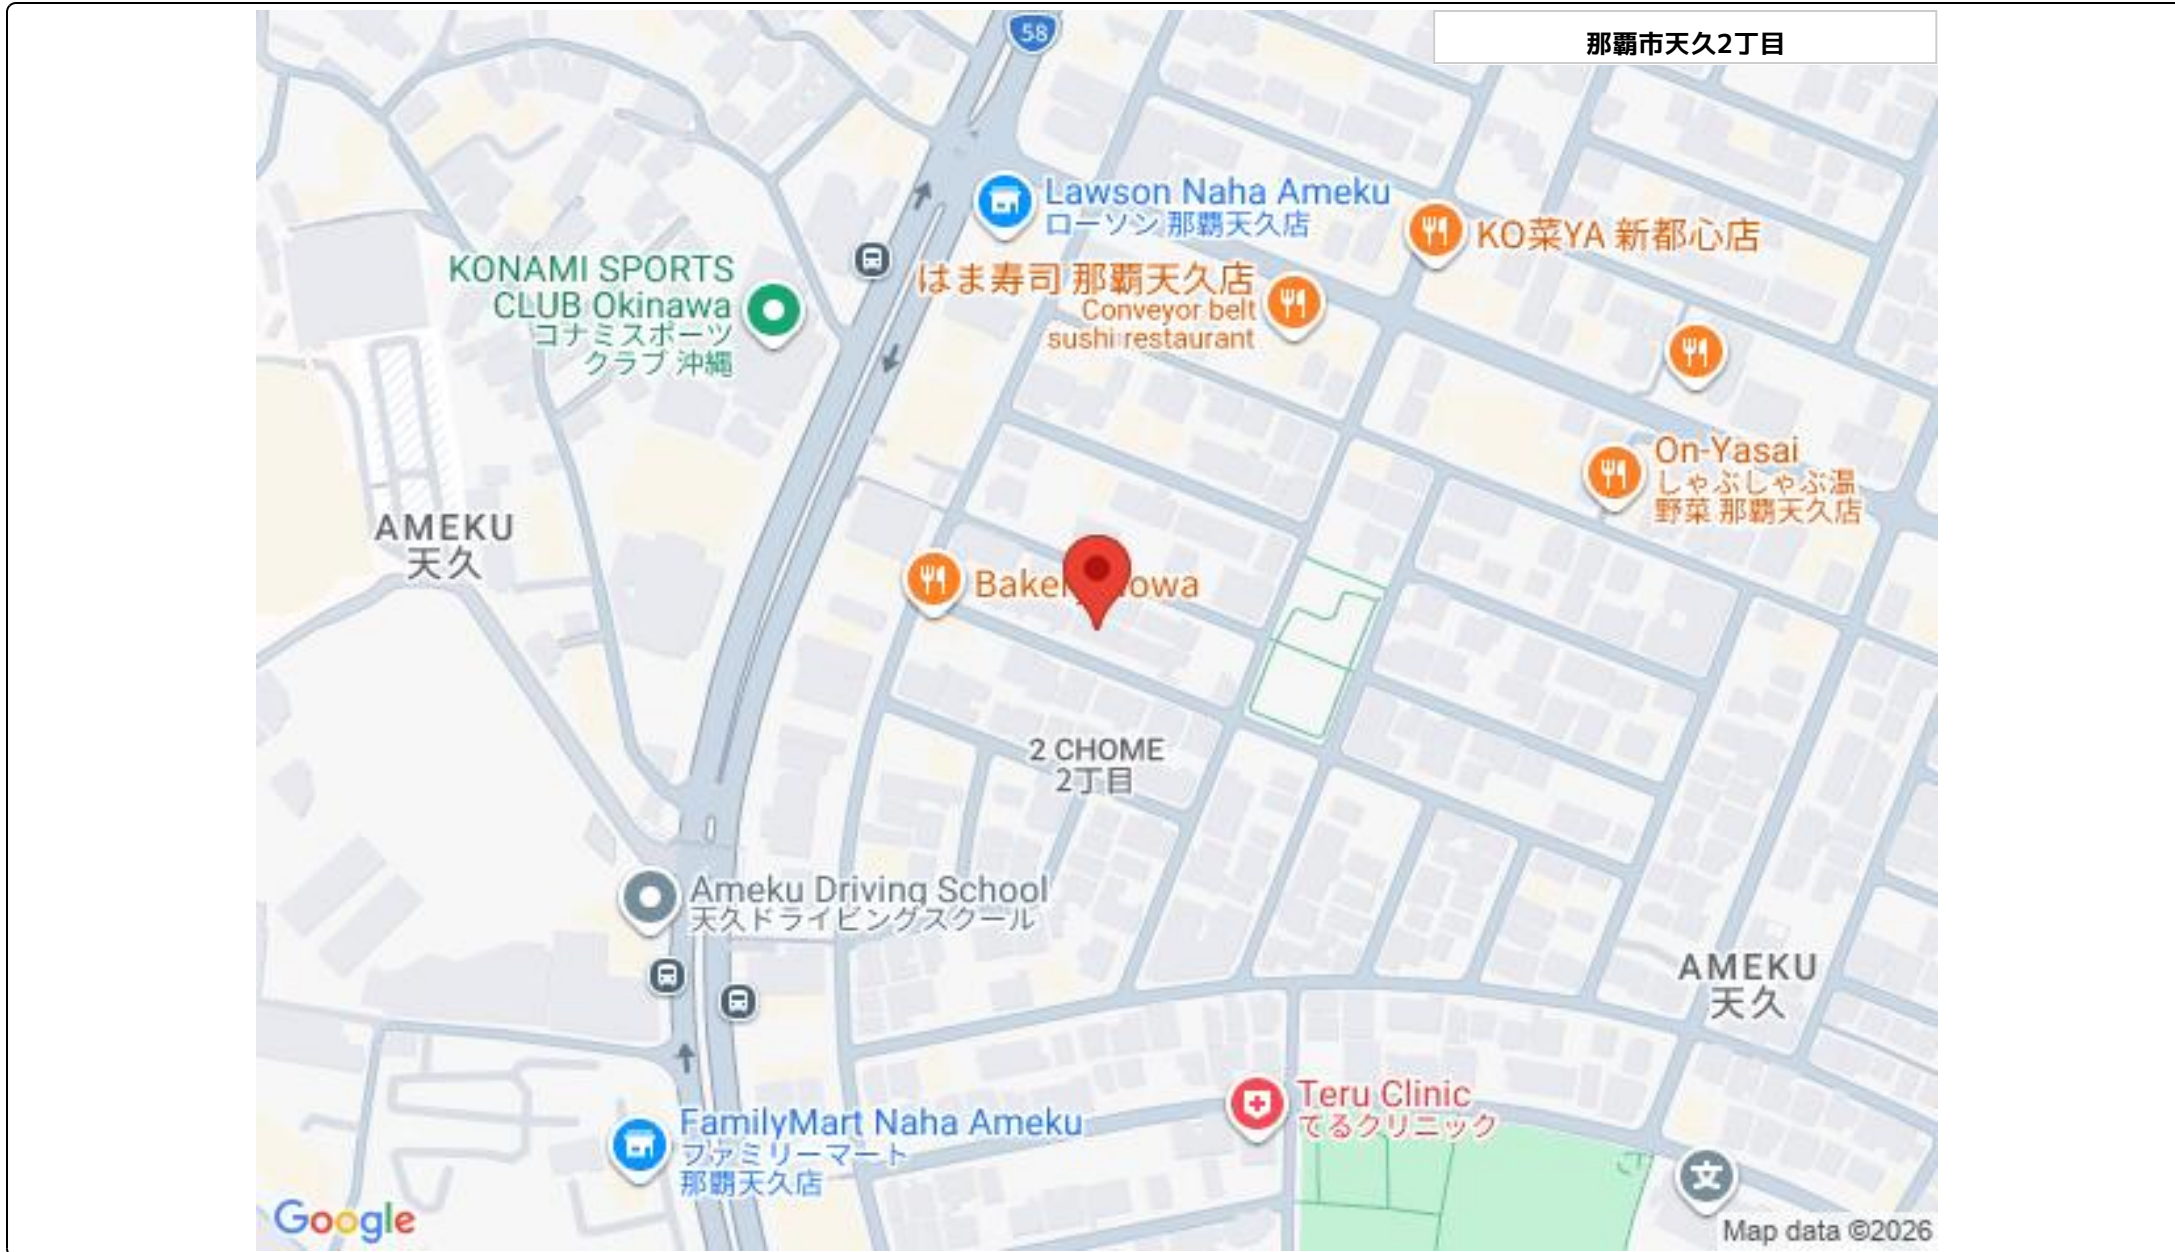 58
那覇市天久2丁目
Lawson Naha Ameku
ローソン 那覇天久店
KO菜YA 新都心店
KONAMI SPORTS
CLUB Okinawa
コナミスポーツ
クラブ 沖縄
はま寿司 那覇天久店
Conveyor belt
sushi restaurant
On-Yasai
しゃぶしゃぶ温
野菜 那覇天久店
AMEKU
天久
2 CHOME
2丁目
Ameku Driving School
天久ドライビングスクール
AMEKU
天久
Teru Clinic
てるクリニック
FamilyMart Naha Ameku
ファミリーマート
那覇天久店
文
Google
Map data ©2026